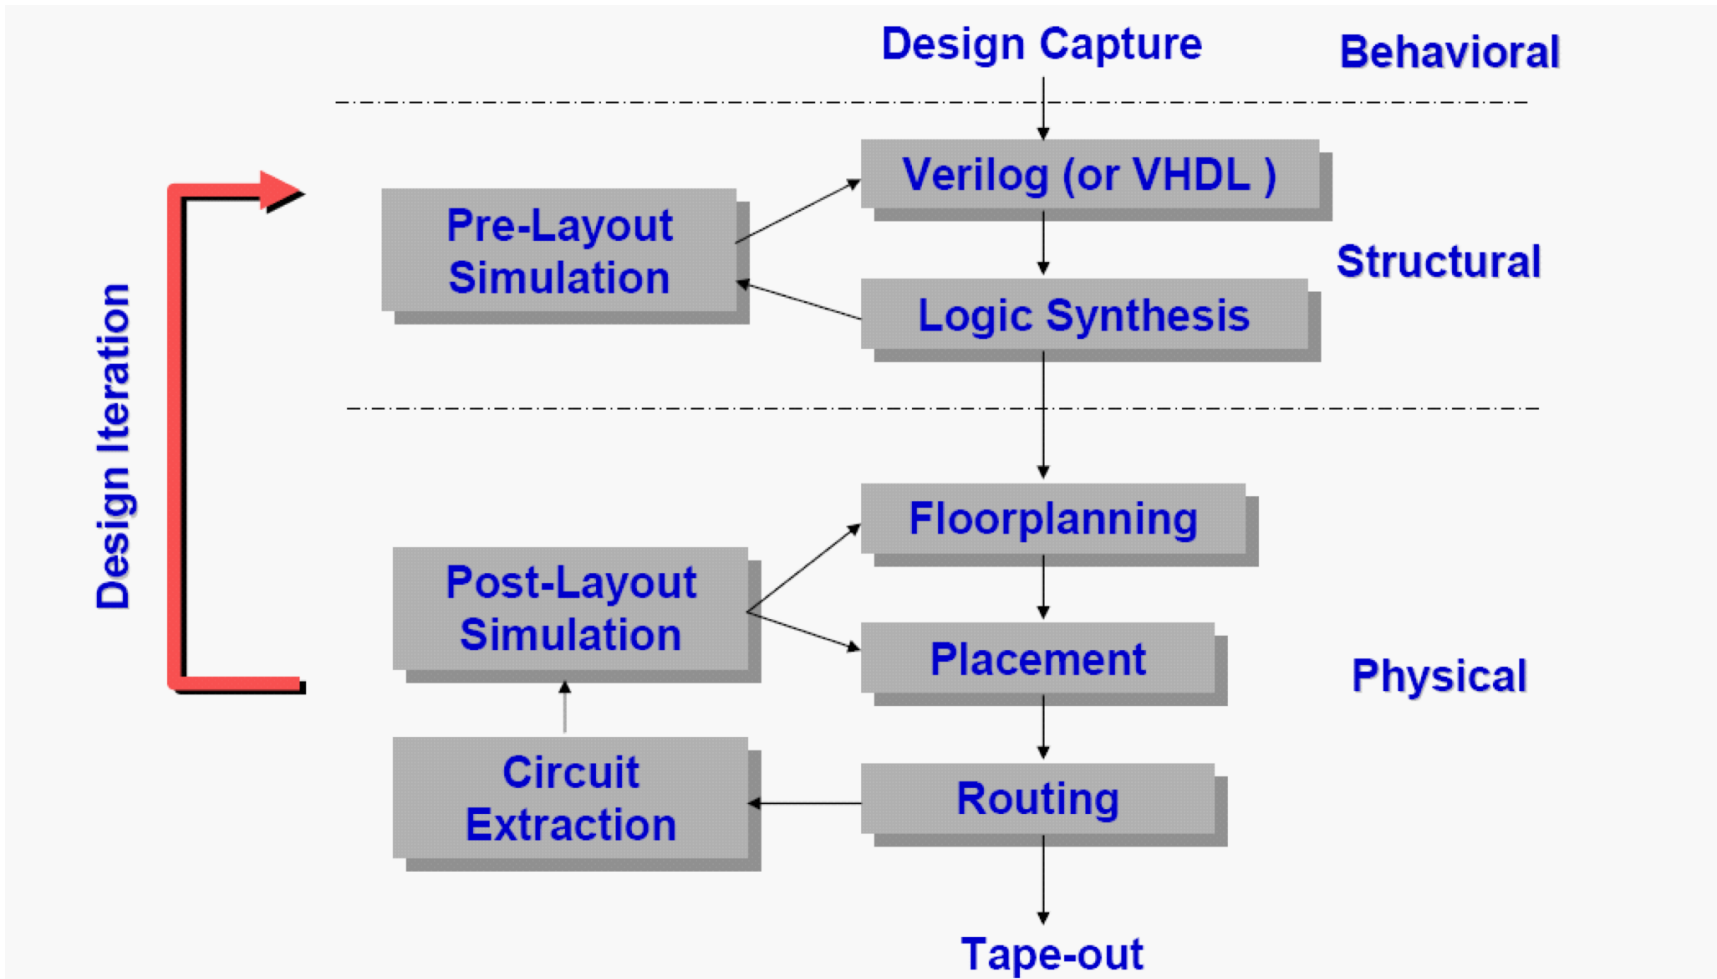 Design Capture
Behavioral
Verilog (or VHDL )
Pre-Layout
Simulation
Structural
Logic Synthesis
Design Iteration
Floorplanning
Post-Layout
Simulation
Placement
Physical
Circuit
Extraction
Routing
Tape-out